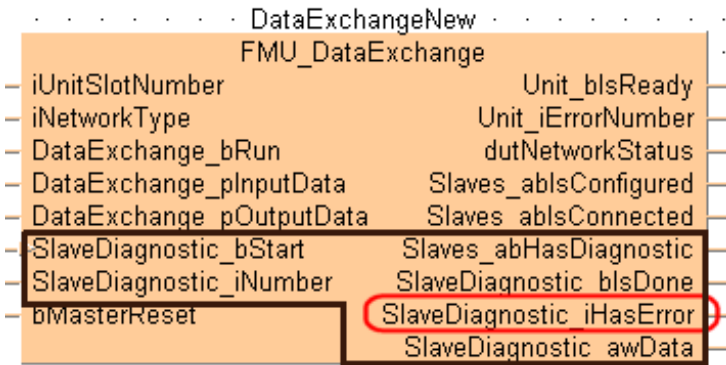 DataExchangeNew
FMU_DataExchange
iUnitSlotNumber Unit_bIsReady
iNetworkType Unit_iErrorNumber
DataExchange_bRun dutNetworkStatus
DataExchange_pInputData Slaves_abIsConfigured
DataExchange_pOutputData Slaves_abIsConnected
SlaveDiagnostic_bStart Slaves_abHasDiagnostic
SlaveDiagnostic_iNumber SlaveDiagnostic_bIsDone
bMasterReset SlaveDiagnostic_iHasError
SlaveDiagnostic_awData